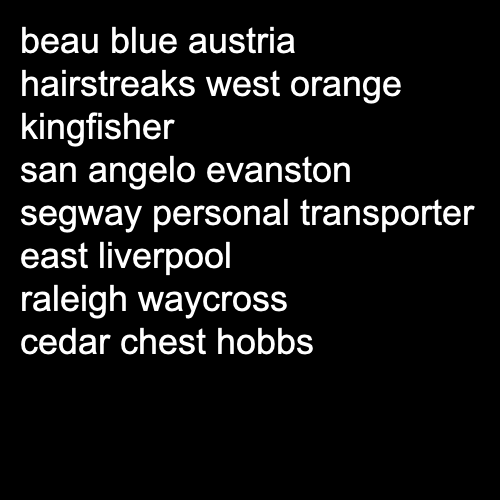 beau blue austria
hairstreaks west orange
kingfisher
san angelo evanston
segway personal transporter
east liverpool
raleigh waycross
cedar chest hobbs